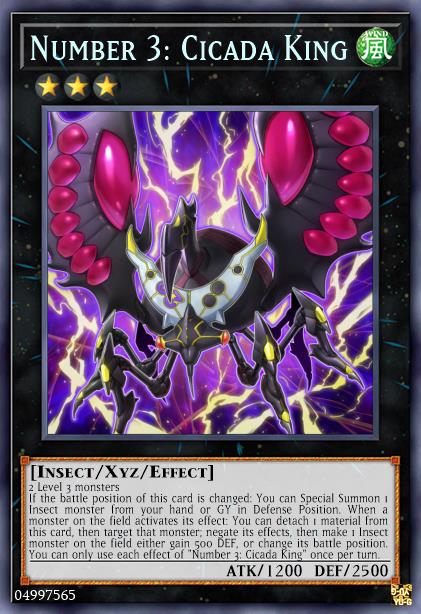 Number 3: Cicada King
WIND
風
[Insect/Xyz/Effect]
2 Level 3 monsters
If the battle position of this card is changed: You can Special Summon 1
Insect monster from your hand or GY in Defense Position. When a
monster on the field activates its effect: You can detach 1 material from
this card, then target that monster; negate its effects, then make 1 Insect
monster on the field either gain 500 DEF, or change its battle position.
You can only use each effect of "Number 3: Cicada King" once per turn.
ATK/1200 DEF/2500
04997565